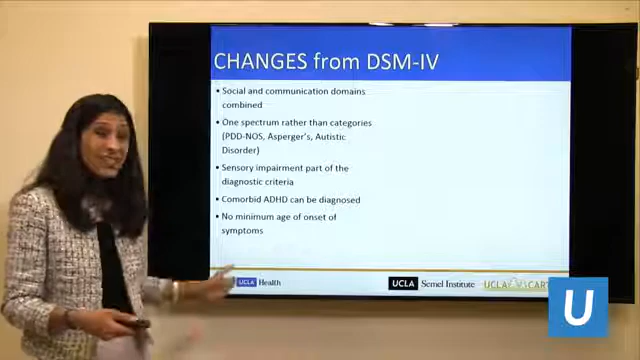 CHANGES from DSM-IV
• Social and communication domains
combined
• One spectrum rather than categories
(PDD-NOS, Asperger's, Autistic
Disorder)
• Sensory impairment part of the
diagnostic criteria
• Comorbid ADHD can be diagnosed
• No minimum age of onset of
symptoms
UCLA Health
UCLA Semel Institute
UCLA CART
U